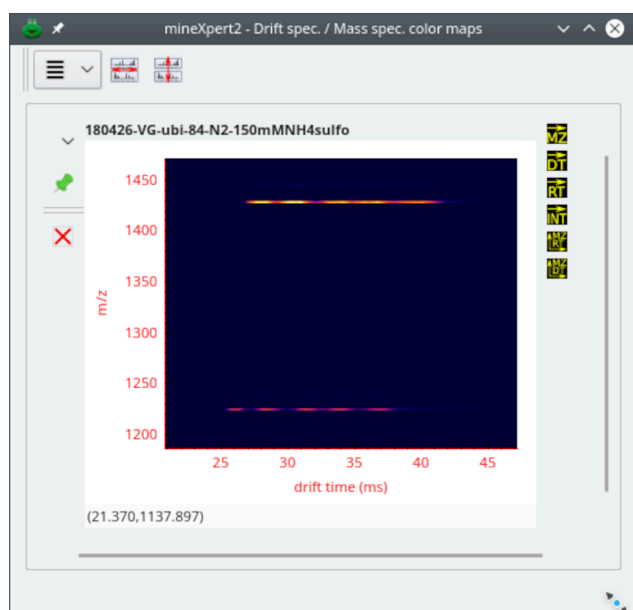 mineXpert2 - Drift spec. / Mass spec. color maps
180426-VG-ubi-84-N2-150mMNH4sulfo
MZ
DT
RT
INT
MZ
RT
MZ
DT
1450
1400
1350
1300
1250
1200
m/z
25 30 35 40 45
drift time (ms)
(21.370,1137.897)